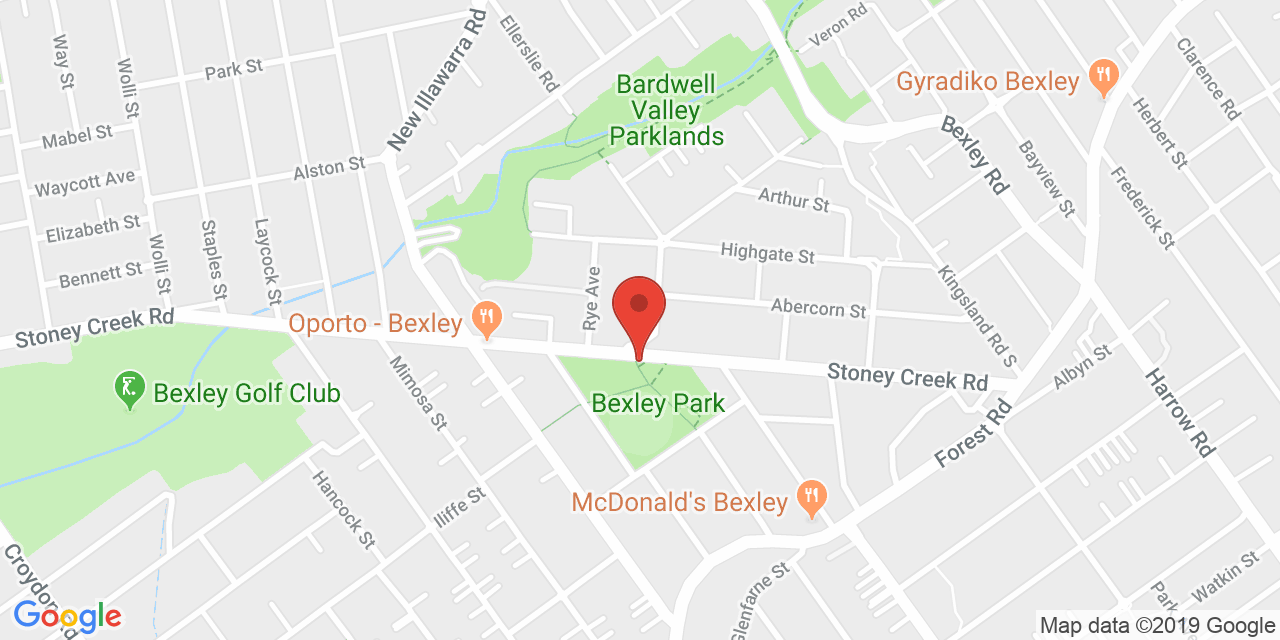 Way St
Wolli St
Park St
New Illawarra Rd
Ellerslie Rd
Veron Rd
Bardwell
Valley
Parklands
Gyradiko Bexley
Clarence Rd
Herbert St
Mabel St
Alston St
Bexley Rd
Bayview St
Frederick St
Waycott Ave
Arthur St
Elizabeth St
Wolli St
Staples St
Laycock St
Highgate St
Bennett St
Rye Ave
Kingsland Rd S
Abercorn St
Stoney Creek Rd
Oporto - Bexley
Stoney Creek Rd
Albyn St
Bexley Golf Club
Mimosa St
Bexley Park
Harrow Rd
Forest Rd
Hancock St
Iliffe St
McDonald's Bexley
Croydon Rd
Glenfarne St
Park
Watkin St
Google
Map data ©2019 Google